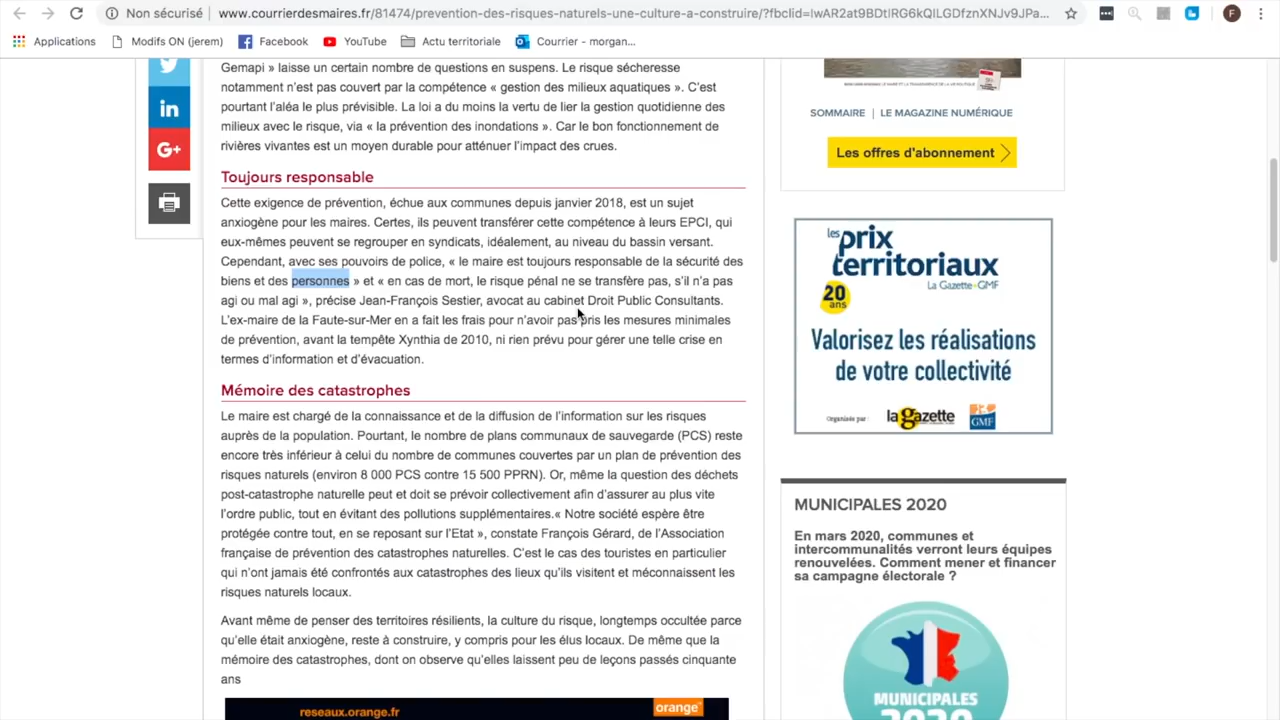 Non sécurisé | www.courrierdesmaires.fr/81474/prevention-des-risques-naturels-une-culture-a-construire/?fbclid=IwAR2at9BDtlRG6kQILGDfznXNJv9JPa...
F
Applications
Modifs ON (jerem)
Facebook
YouTube
Actu territoriale
Courrier - morgan...
Gemapi » laisse un certain nombre de questions en suspens. Le risque sécheresse
notamment n'est pas couvert par la compétence « gestion des milieux aquatiques ». C'est
pourtant l'aléa le plus prévisible. La loi a du moins la vertu de lier la gestion quotidienne des
milieux avec le risque, via « la prévention des inondations ». Car le bon fonctionnement de
rivières vivantes est un moyen durable pour atténuer l'impact des crues.
in
G+
Toujours responsable
Cette exigence de prévention, échue aux communes depuis janvier 2018, est un sujet
anxiogène pour les maires. Certes, ils peuvent transférer cette compétence à leurs EPCI, qui
eux-mêmes peuvent se regrouper en syndicats, idéalement, au niveau du bassin versant.
Cependant, avec ses pouvoirs de police, « le maire est toujours responsable de la sécurité des
biens et des personnes » et « en cas de mort, le risque pénal ne se transfère pas, s'il n'a pas
agi ou mal agi », précise Jean-François Sestier, avocat au cabinet Droit Public Consultants.
L'ex-maire de la Faute-sur-Mer en a fait les frais pour n'avoir pas pris les mesures minimales
de prévention, avant la tempête Xynthia de 2010, ni rien prévu pour gérer une telle crise en
termes d'information et d'évacuation.
Mémoire des catastrophes
Le maire est chargé de la connaissance et de la diffusion de l'information sur les risques
auprès de la population. Pourtant, le nombre de plans communaux de sauvegarde (PCS) reste
encore très inférieur à celui du nombre de communes couvertes par un plan de prévention des
risques naturels (environ 8 000 PCS contre 15 500 PPRN). Or, même la question des déchets
post-catastrophe naturelle peut et doit se prévoir collectivement afin d'assurer au plus vite
l'ordre public, tout en évitant des pollutions supplémentaires.« Notre société espère être
protégée contre tout, en se reposant sur l'Etat », constate François Gérard, de l'Association
française de prévention des catastrophes naturelles. C'est le cas des touristes en particulier
qui n'ont jamais été confrontés aux catastrophes des lieux qu'ils visitent et méconnaissent les
risques naturels locaux.
Avant même de penser des territoires résilients, la culture du risque, longtemps occultée parce
qu'elle était anxiogène, reste à construire, y compris pour les élus locaux. De même que la
mémoire des catastrophes, dont on observe qu'elles laissent peu de leçons passés cinquante
ans
reseaux.orange.fr
orange
SOMMAIRE | LE MAGAZINE NUMÉRIQUE
Les offres d'abonnement
les prix
territoriaux
La Gazette-GMF
20
ans
Valorisez les réalisations
de votre collectivité
Organisés par :
la gazette
GMF
MUNICIPALES 2020
En mars 2020, communes et
intercommunalités verront leurs équipes
renouvelées. Comment mener et financer
sa campagne électorale ?
MUNICIPALES
2020